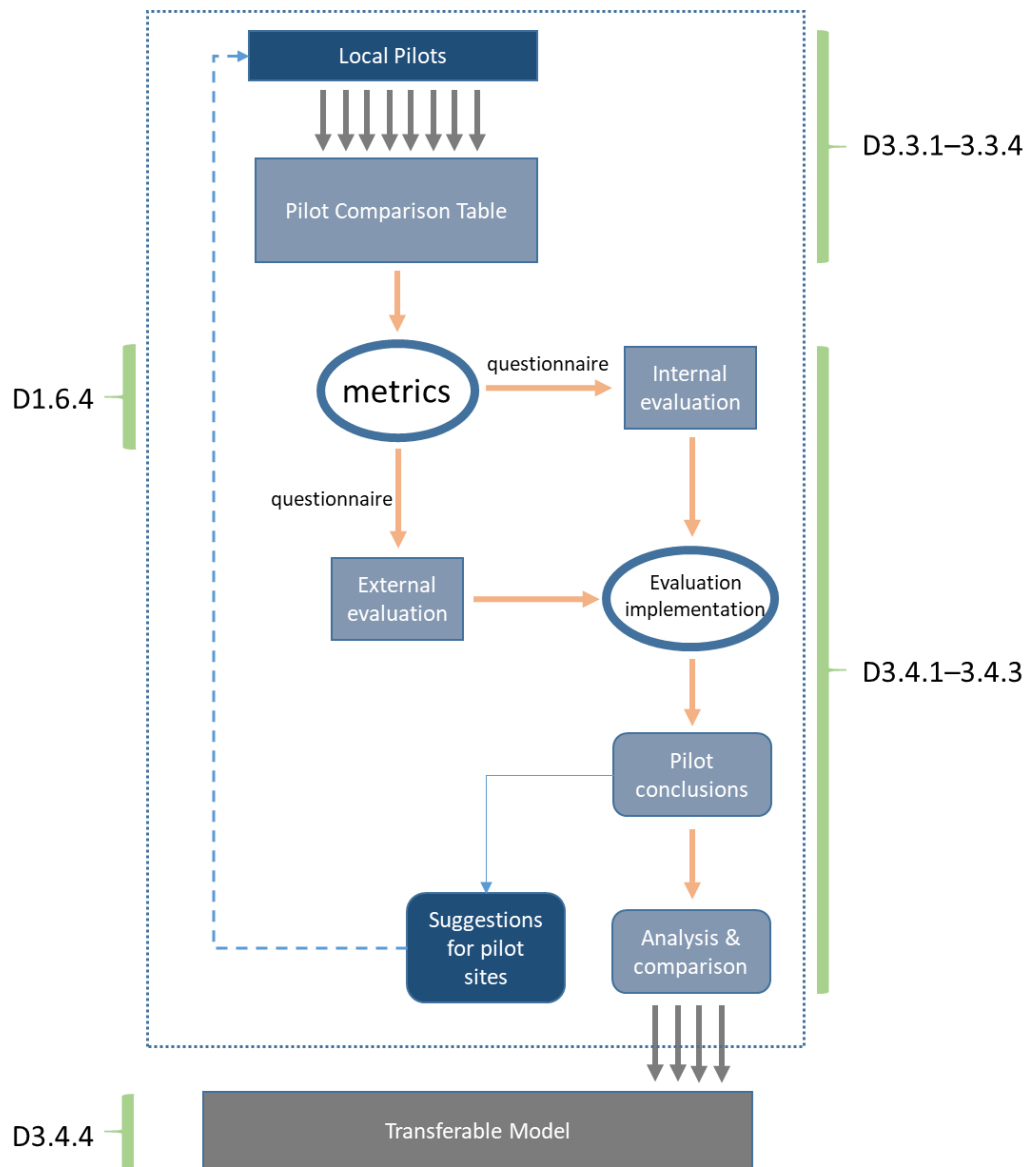 Local Pilots
D3.3.1–3.3.4
Pilot Comparison Table
D1.6.4
metrics
questionnaire
Internal
evaluation
questionnaire
External
evaluation
Evaluation
implementation
D3.4.1–3.4.3
Pilot
conclusions
Suggestions
for pilot
sites
Analysis &
comparison
D3.4.4
Transferable Model